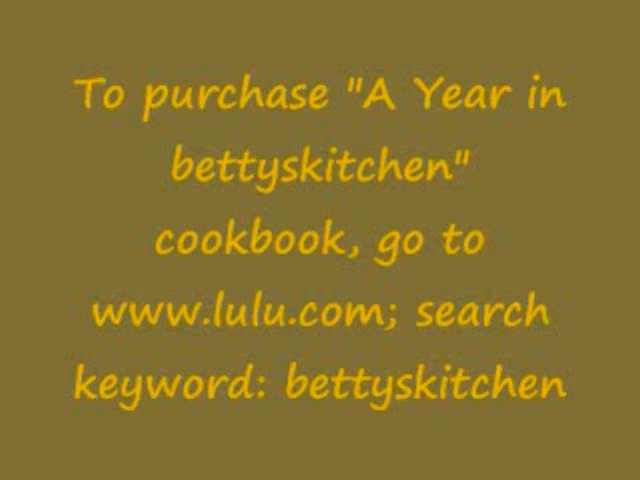 To purchase "A Year in
bettyskitchen"
cookbook, go to
www.lulu.com; search
keyword: bettyskitchen